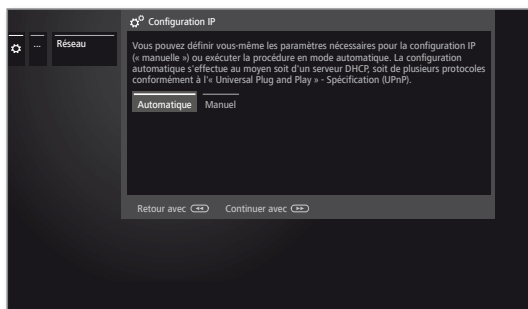 Configuration IP
... Réseau
Vous pouvez définir vous-même les paramètres nécessaires pour la configuration IP
(« manuelle ») ou exécuter la procédure en mode automatique. La configuration
automatique s'effectue au moyen soit d'un serveur DHCP, soit de plusieurs protocoles
conformément à l'« Universal Plug and Play » - Spécification (UPnP).
Automatique Manuel
Retour avec Continuer avec